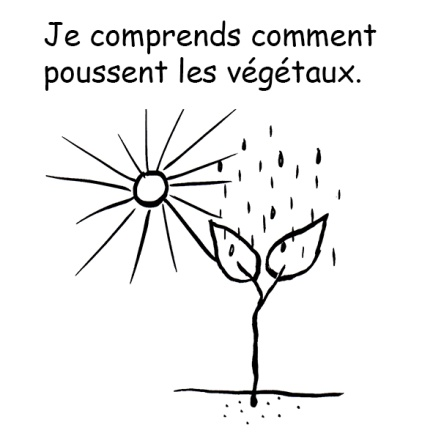 Je comprends comment
poussent les végétaux.